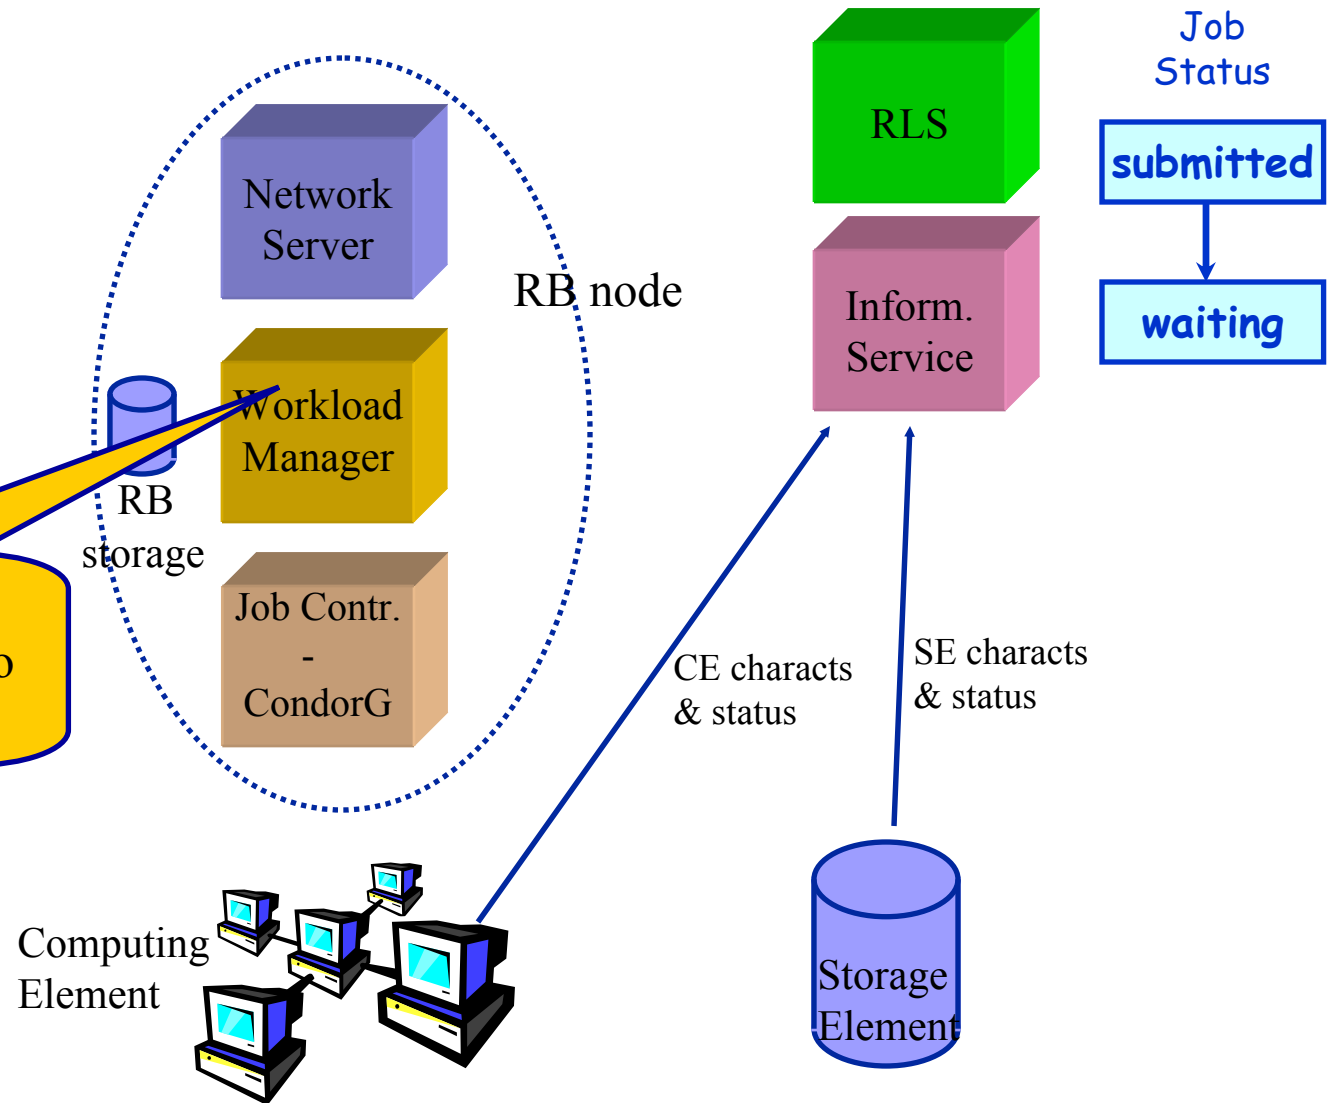 Job
Status
RLS
submitted
Network
Server
RB node
Inform.
Service
waiting
Workload
Manager
RB
storage
Job Contr.
-
CondorG
CE characts
& status
SE characts
& status
Computing
Element
Storage
Element